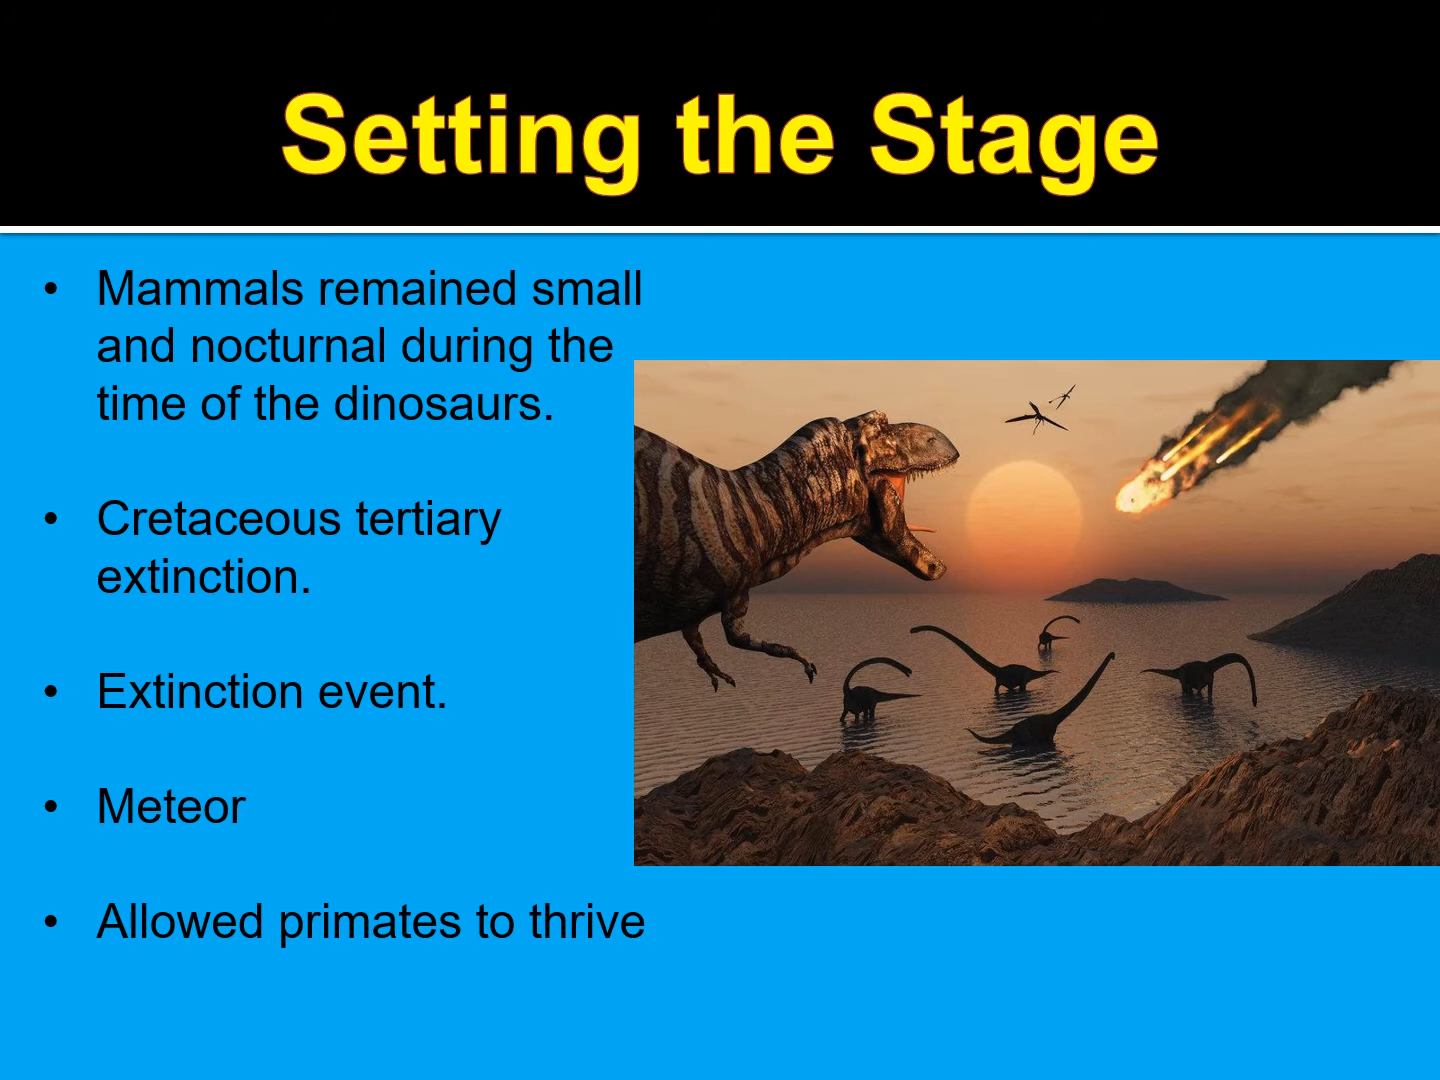 Setting the Stage
• Mammals remained small
and nocturnal during the
time of the dinosaurs.
• Cretaceous tertiary
extinction.
• Extinction event.
• Meteor
• Allowed primates to thrive